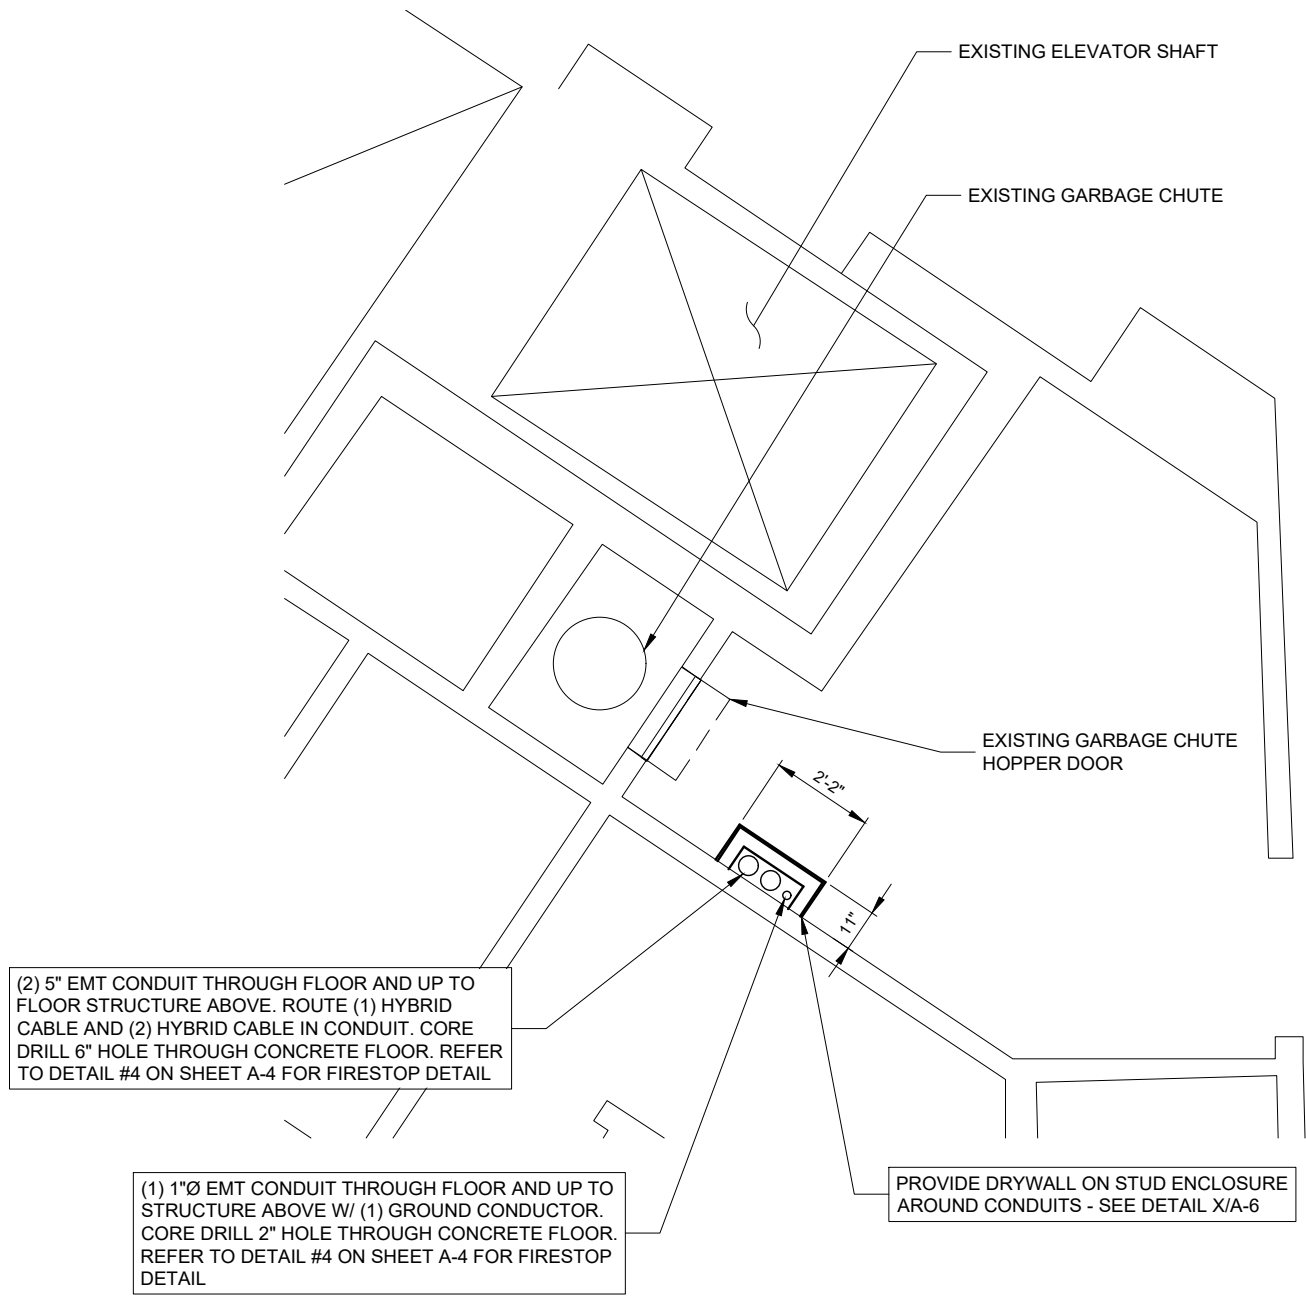 EXISTING ELEVATOR SHAFT
EXISTING GARBAGE CHUTE
EXISTING GARBAGE CHUTE
HOPPER DOOR
2'-2"
11"
(2) 5" EMT CONDUIT THROUGH FLOOR AND UP TO
FLOOR STRUCTURE ABOVE. ROUTE (1) HYBRID
CABLE AND (2) HYBRID CABLE IN CONDUIT. CORE
DRILL 6" HOLE THROUGH CONCRETE FLOOR. REFER
TO DETAIL #4 ON SHEET A-4 FOR FIRESTOP DETAIL
(1) 1"Ø EMT CONDUIT THROUGH FLOOR AND UP TO
STRUCTURE ABOVE W/ (1) GROUND CONDUCTOR.
CORE DRILL 2" HOLE THROUGH CONCRETE FLOOR.
REFER TO DETAIL #4 ON SHEET A-4 FOR FIRESTOP
DETAIL
PROVIDE DRYWALL ON STUD ENCLOSURE
AROUND CONDUITS - SEE DETAIL X/A-6